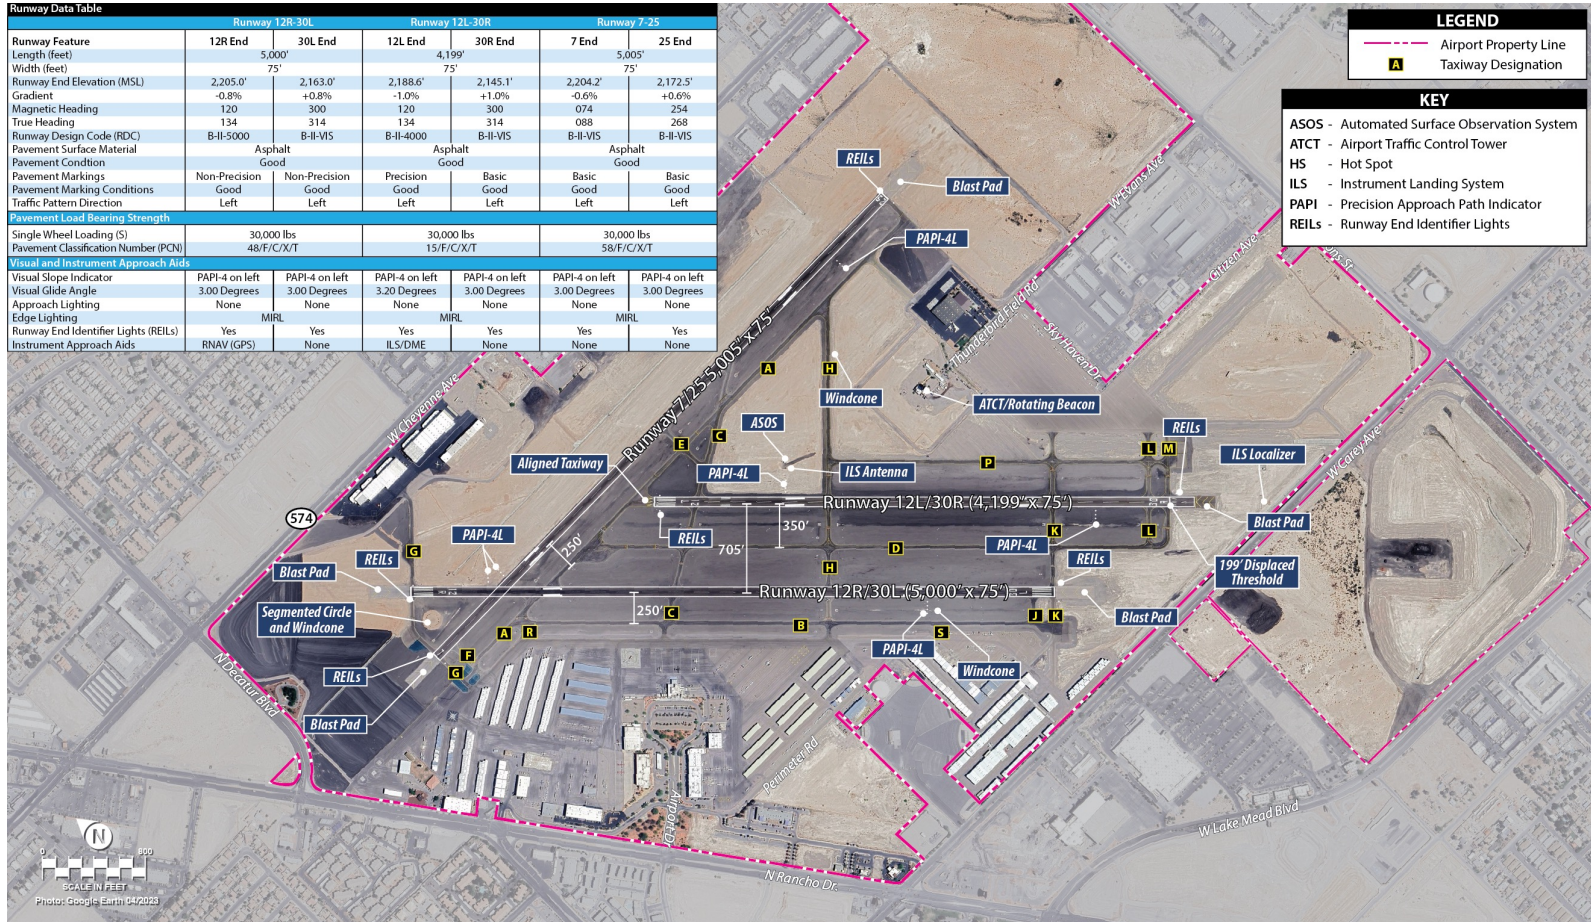 Runway Data Table
Runway 12R-30L Runway 12L-30R Runway 7-25
Runway Feature 12R End 30L End 12L End 30R End 7 End 25 End
Length (feet) 5,000' 4,199' 5,005'
Width (feet) 75' 75' 75'
Runway End Elevation (MSL) 2,205.0' 2,163.0' 2,188.6' 2,145.1' 2,204.2' 2,172.5'
Gradient -0.8% +0.8% -1.0% +1.0% -0.6% +0.6%
Magnetic Heading 120 300 120 300 074 254
True Heading 134 314 134 314 088 268
Runway Design Code (RDC) B-II-5000 B-II-VIS B-II-4000 B-II-VIS B-II-VIS B-II-VIS
Pavement Surface Material Asphalt Asphalt Asphalt
Pavement Condtion Good Good Good
Pavement Markings Non-Precision Non-Precision Precision Basic Basic Basic
Pavement Marking Conditions Good Good Good Good Good Good
Traffic Pattern Direction Left Left Left Left Left Left
Pavement Load Bearing Strength
Single Wheel Loading (S) 30,000 lbs 30,000 lbs 30,000 lbs
Pavement Classification Number (PCN) 48/F/C/X/T 15/F/C/X/T 58/F/C/X/T
Visual and Instrument Approach Aids
Visual Slope Indicator PAPI-4 on left PAPI-4 on left PAPI-4 on left PAPI-4 on left PAPI-4 on left PAPI-4 on left
Visual Glide Angle 3.00 Degrees 3.00 Degrees 3.20 Degrees 3.00 Degrees 3.00 Degrees 3.00 Degrees
Approach Lighting None None None None None None
Edge Lighting MIRL MIRL MIRL
Runway End Identifier Lights (REILs) Yes Yes Yes Yes Yes Yes
Instrument Approach Aids RNAV (GPS) None ILS/DME None None None
LEGEND
Airport Property Line
A Taxiway Designation
KEY
ASOS - Automated Surface Observation System
ATCT - Airport Traffic Control Tower
HS - Hot Spot
ILS - Instrument Landing System
PAPI - Precision Approach Path Indicator
REILs - Runway End Identifier Lights
REILs
Blast Pad
W Evans Ave
PAPI-4L
Citizen Ave
Thunderbird Field Rd
Sky Haven Dr
Runway 7/25 5,005' x 75'
A
H
Windcone
ATCT/Rotating Beacon
W Cheyenne Ave
ASOS
C
E
REILs
L
M
ILS Localizer
W Carey Ave
Aligned Taxiway
PAPI-4L
ILS Antenna
P
Runway 12L/30R (4,199' x 75')
574
Blast Pad
350'
PAPI-4L
REILs
250'
705'
D
PAPI-4L
K
L
G
REILs
Blast Pad
H
REILs
199' Displaced
Threshold
Runway 12R/30L (5,000' x 75')
Segmented Circle
and Windcone
250'
C
B
J
K
Blast Pad
A
R
S
PAPI-4L
F
G
REILs
Windcone
N Decatur Blvd
Blast Pad
Perimeter Rd
Airport Dr
W Lake Mead Blvd
N Rancho Dr.
N
0 800
SCALE IN FEET
Photo: Google Earth 04/2023